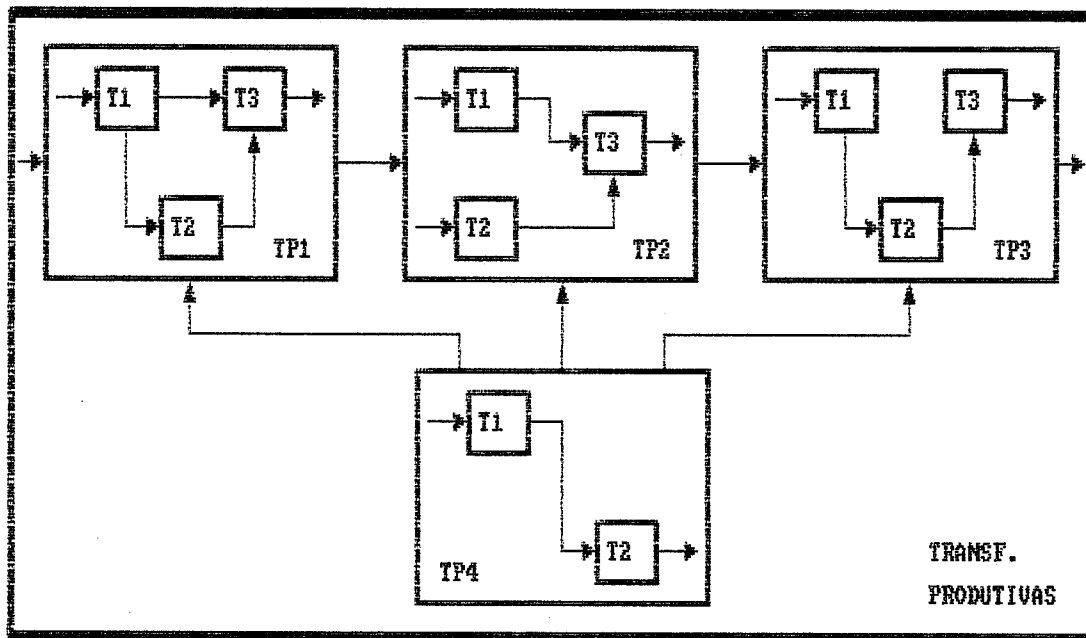 T1
T3
T2
TP1
T1
T3
T2
TP2
T1
T3
T2
TP3
T1
T2
TP4
TRANSF.
PRODUTIVAS